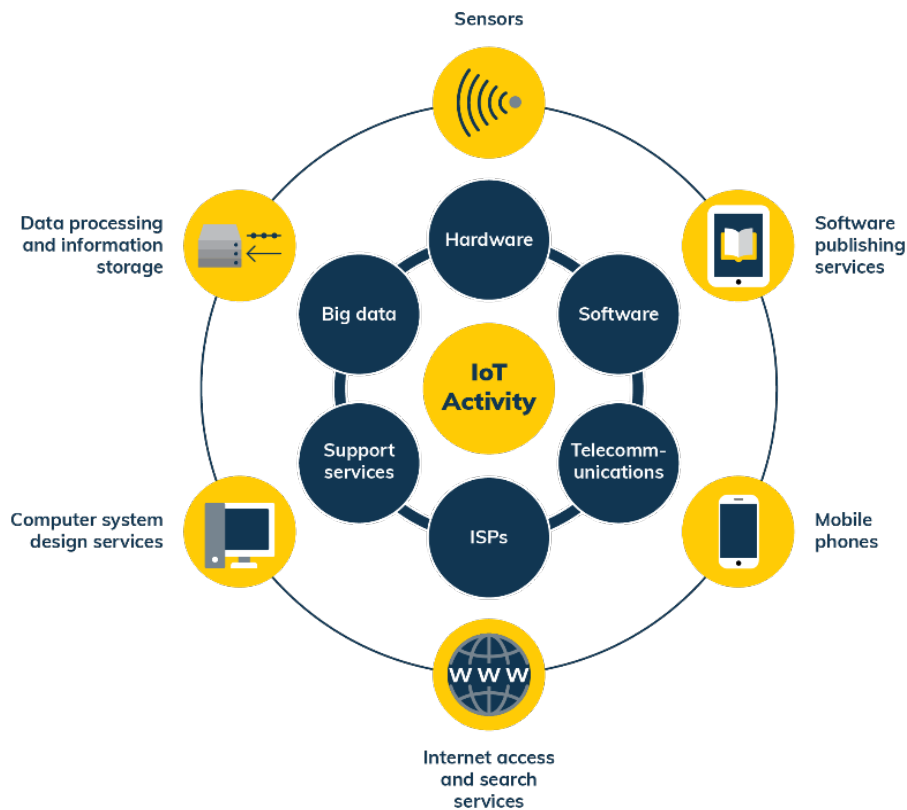 Sensors
Data processing
and information
storage
Software
publishing
services
Hardware
Big data
Software
IoT
Activity
Support
services
Telecomm-
unications
ISPs
Computer system
design services
Mobile
phones
W W W
Internet access
and search
services